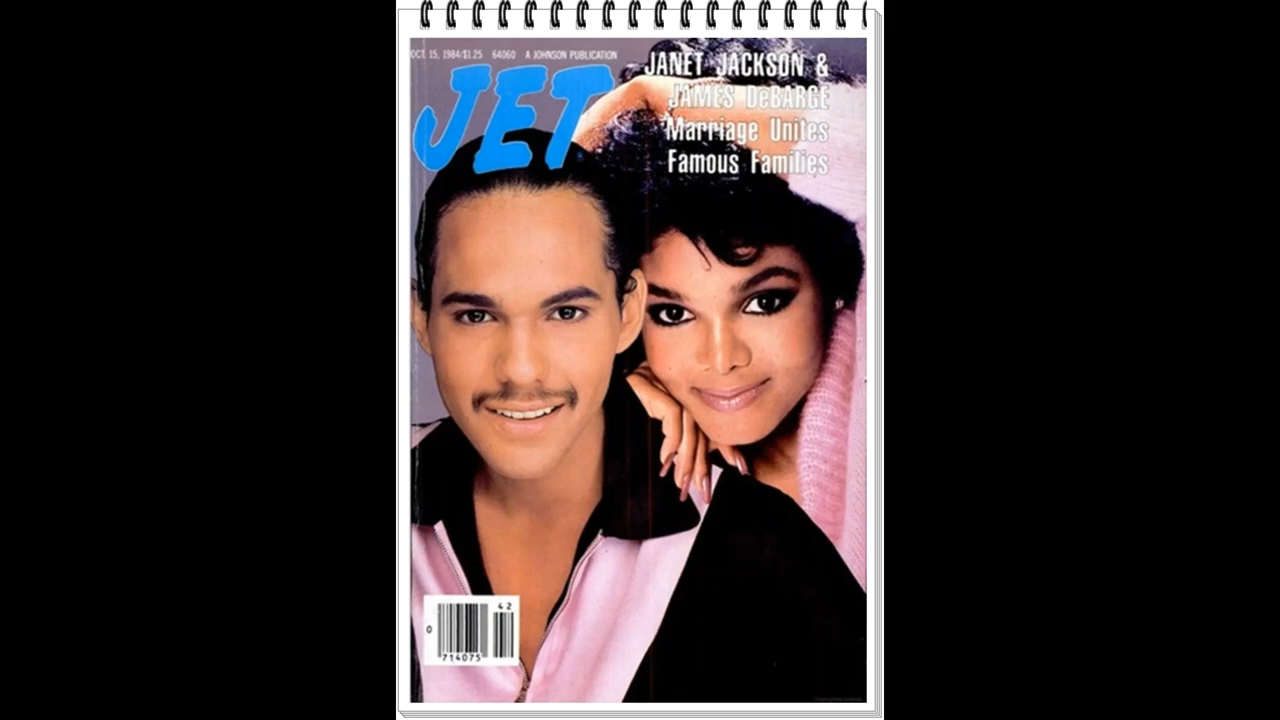 OCT. 15, 1984/$1.25 64060 A JOHNSON PUBLICATION
JET
JANET JACKSON &
JAMES DeBARGE
Marriage Unites
Famous Families
42
0
714075